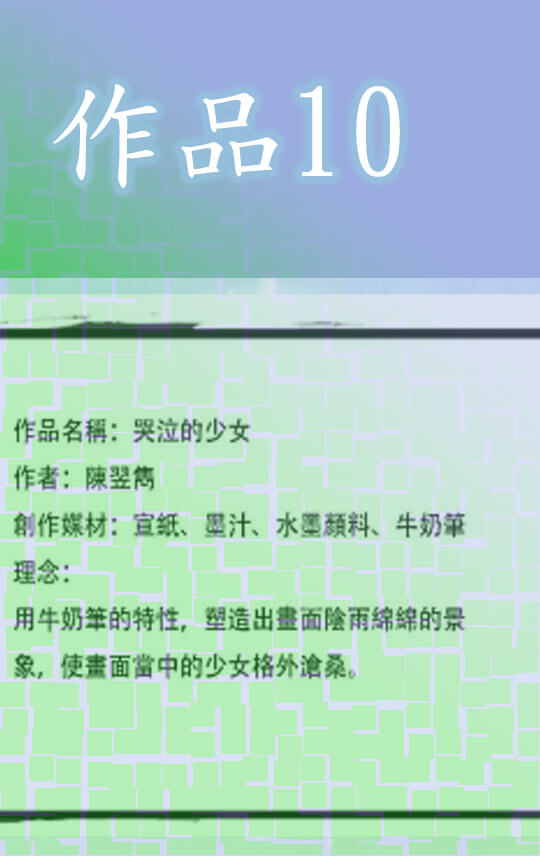 作品10
作品名稱：哭泣的少女
作者：陳翌雋
創作媒材：宣紙、墨汁、水墨顏料、牛奶筆
理念：
用牛奶筆的特性，塑造出畫面陰雨綿綿的景
象，使畫面當中的少女格外滄桑。